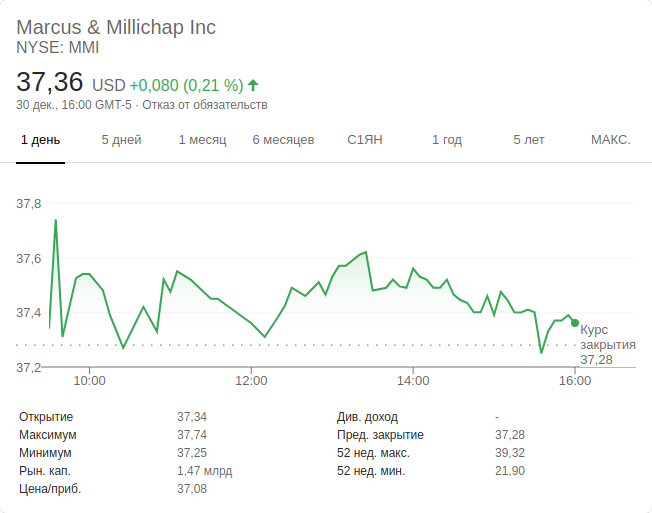 Marcus & Millichap Inc
NYSE: MMI
37,36 USD +0,080 (0,21 %)
30 дек., 16:00 GMT-5 · Отказ от обязательств
1 день 5 дней 1 месяц 6 месяцев С1ЯН 1 год 5 лет МАКС.
37,8
37,6
37,4
37,2
Курс
закрытия
37,28
10:00 12:00 14:00 16:00
Открытие 37,34 Див. доход -
Максимум 37,74 Пред. закрытие 37,28
Минимум 37,25 52 нед. макс. 39,32
Рын. кап. 1,47 млрд 52 нед. мин. 21,90
Цена/приб. 37,08